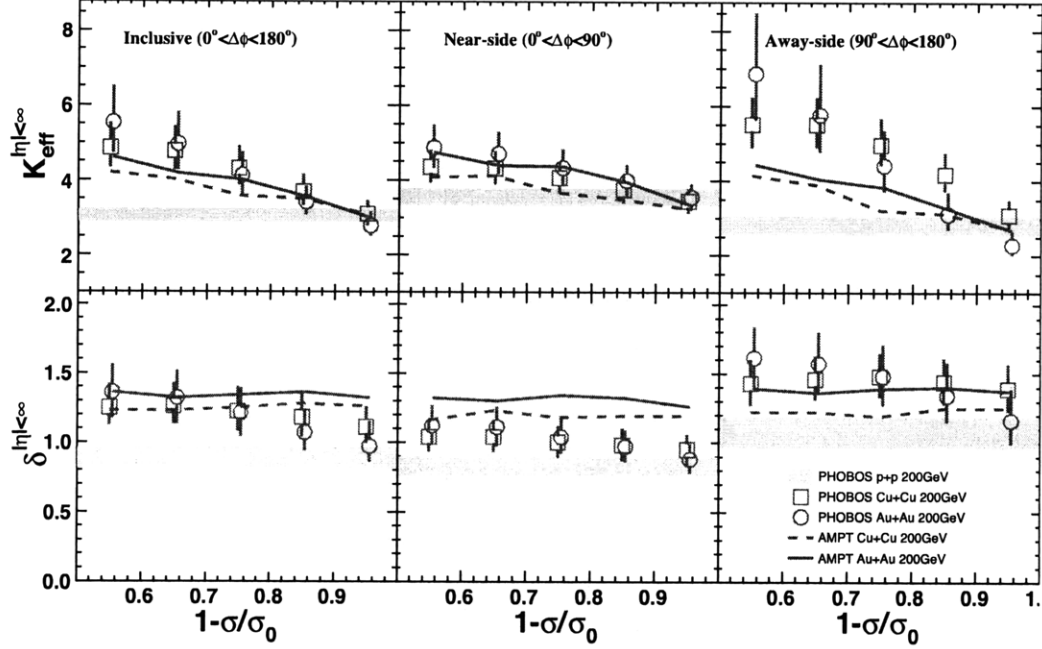 Inclusive (0°<Δϕ<180°)
Near-side (0°<Δϕ<90°)
Away-side (90°<Δϕ<180°)
K_eff^|η|<∞
8
6
4
2
δ^|η|<∞
2.0
1.5
1.0
0.5
0.0
PHOBOS p+p 200GeV
PHOBOS Cu+Cu 200GeV
PHOBOS Au+Au 200GeV
AMPT Cu+Cu 200GeV
AMPT Au+Au 200GeV
0.6 0.7 0.8 0.9
0.6 0.7 0.8 0.9
0.6 0.7 0.8 0.9 1.
1-σ/σ₀
1-σ/σ₀
1-σ/σ₀